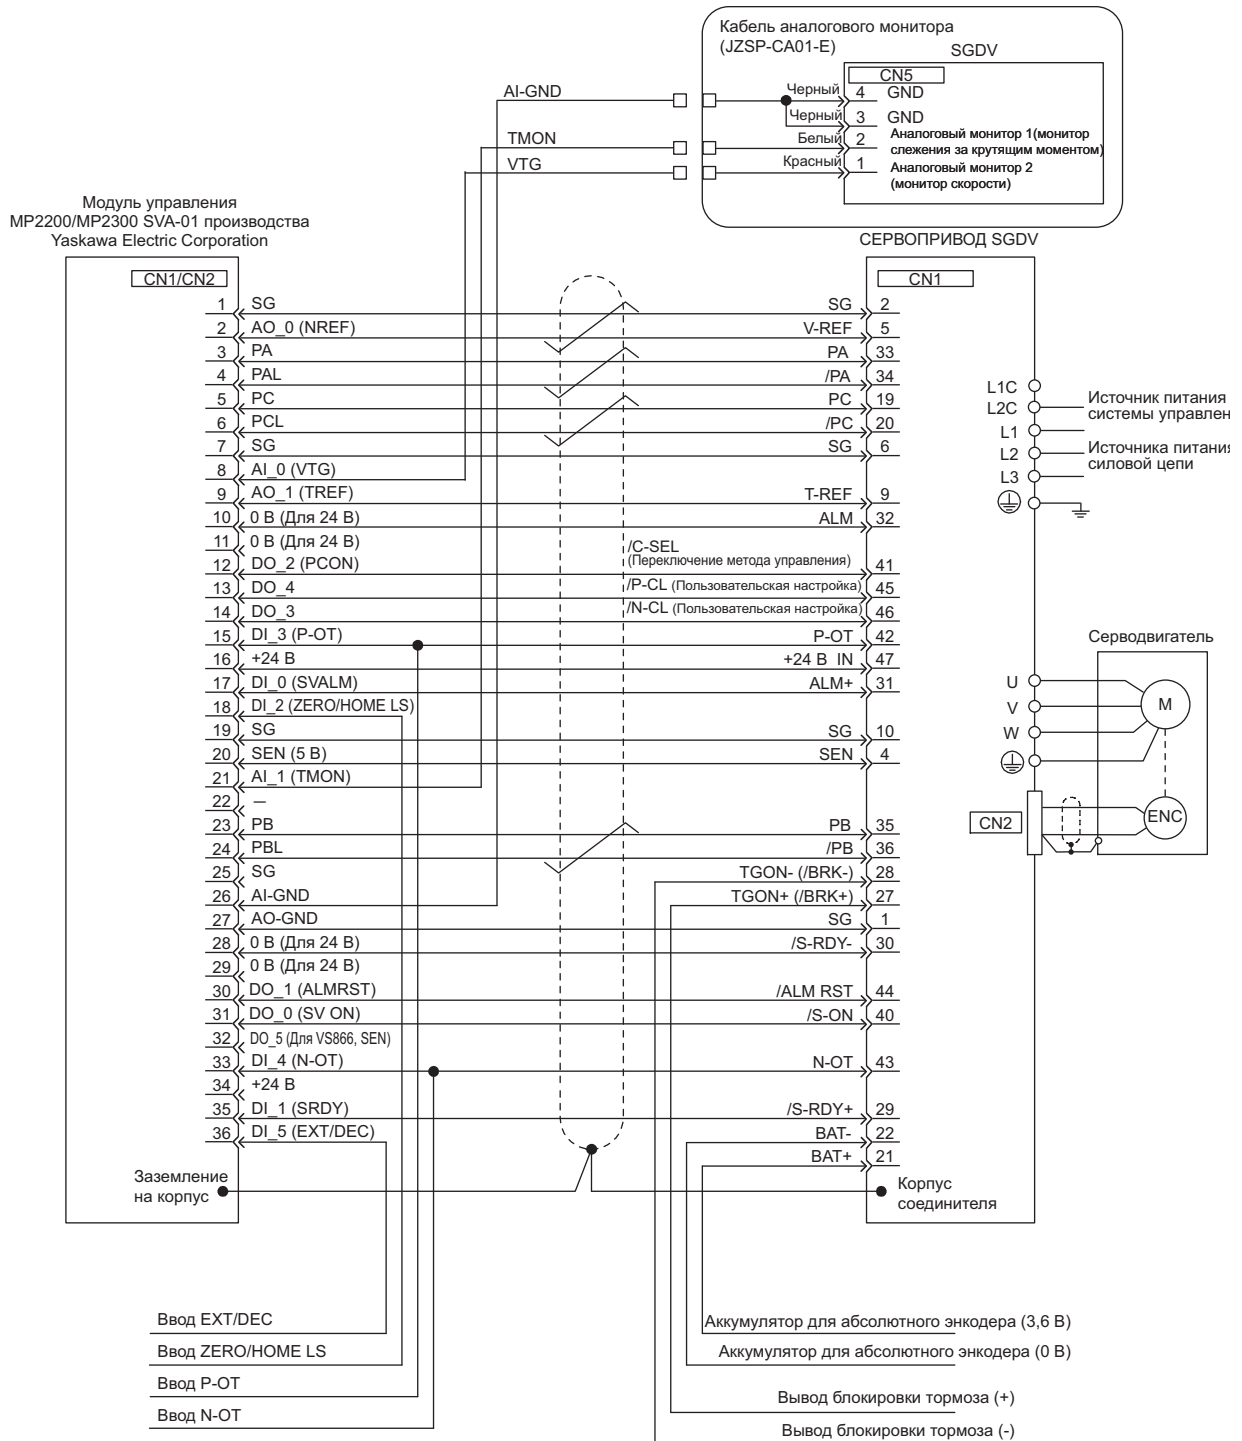 Кабель аналогового монитора
(JZSP-CA01-E)
SGDV
CN5
AI-GND
Черный 4 GND
Черный 3 GND
TMON
Белый 2 Аналоговый монитор 1(монитор
слежения за крутящим моментом)
VTG
Красный 1 Аналоговый монитор 2
(монитор скорости)
Модуль управления
MP2200/MP2300 SVA-01 производства
Yaskawa Electric Corporation
СЕРВОПРИВОД SGDV
CN1/CN2
CN1
1 SG SG 2
2 AO_0 (NREF) V-REF 5
3 PA PA 33
4 PAL /PA 34
5 PC PC 19
6 PCL /PC 20
7 SG SG 6
8 AI_0 (VTG)
9 AO_1 (TREF) T-REF 9
10 0 В (Для 24 В) ALM 32
11 0 В (Для 24 В)
/C-SEL
(Переключение метода управления)
12 DO_2 (PCON) 41
13 DO_4 /P-CL (Пользовательская настройка) 45
14 DO_3 /N-CL (Пользовательская настройка) 46
15 DI_3 (P-OT) P-OT 42
16 +24 В +24 В IN 47
17 DI_0 (SVALM) ALM+ 31
18 DI_2 (ZERO/HOME LS)
19 SG SG 10
20 SEN (5 В) SEN 4
21 AI_1 (TMON)
22 –
23 PB PB 35
24 PBL /PB 36
25 SG TGON- (/BRK-) 28
26 AI-GND TGON+ (/BRK+) 27
27 AO-GND SG 1
28 0 В (Для 24 В) /S-RDY- 30
29 0 В (Для 24 В)
30 DO_1 (ALMRST) /ALM RST 44
31 DO_0 (SV ON) /S-ON 40
32 DO_5 (Для VS866, SEN)
33 DI_4 (N-OT) N-OT 43
34 +24 В
35 DI_1 (SRDY) /S-RDY+ 29
36 DI_5 (EXT/DEC) BAT- 22
BAT+ 21
Заземление
на корпус
Корпус
соединителя
L1C
L2C
L1
L2
L3
Источник питания
системы управлен
Источника питания
силовой цепи
Серводвигатель
U
V
W
M
CN2
ENC
Ввод EXT/DEC
Ввод ZERO/HOME LS
Ввод P-OT
Ввод N-OT
Аккумулятор для абсолютного энкодера (3,6 В)
Аккумулятор для абсолютного энкодера (0 В)
Вывод блокировки тормоза (+)
Вывод блокировки тормоза (-)